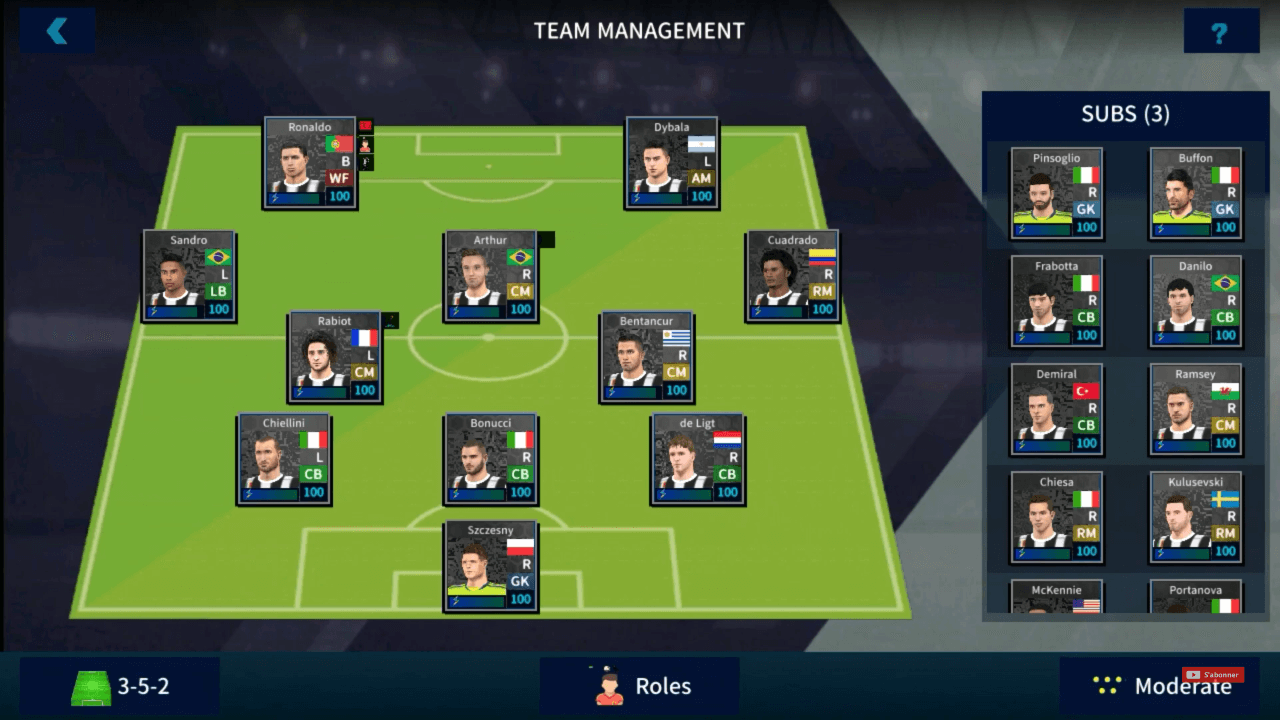 TEAM MANAGEMENT
?
SUBS (3)
Ronaldo
B
WF
100
Dybala
L
AM
100
Sandro
L
LB
100
Arthur
R
CM
100
Cuadrado
R
RM
100
Rabiot
L
CM
100
Bentancur
R
CM
100
Chiellini
L
CB
100
Bonucci
R
CB
100
de Ligt
R
CB
100
Szczesny
R
GK
100
Pinsoglio
R
GK
100
Buffon
R
GK
100
Frabotta
R
CB
100
Danilo
R
CB
100
Demiral
R
CB
100
Ramsey
R
CM
100
Chiesa
R
RM
100
Kulusevski
R
RM
100
McKennie
Portanova
3-5-2
Roles
Moderate
S'abonner